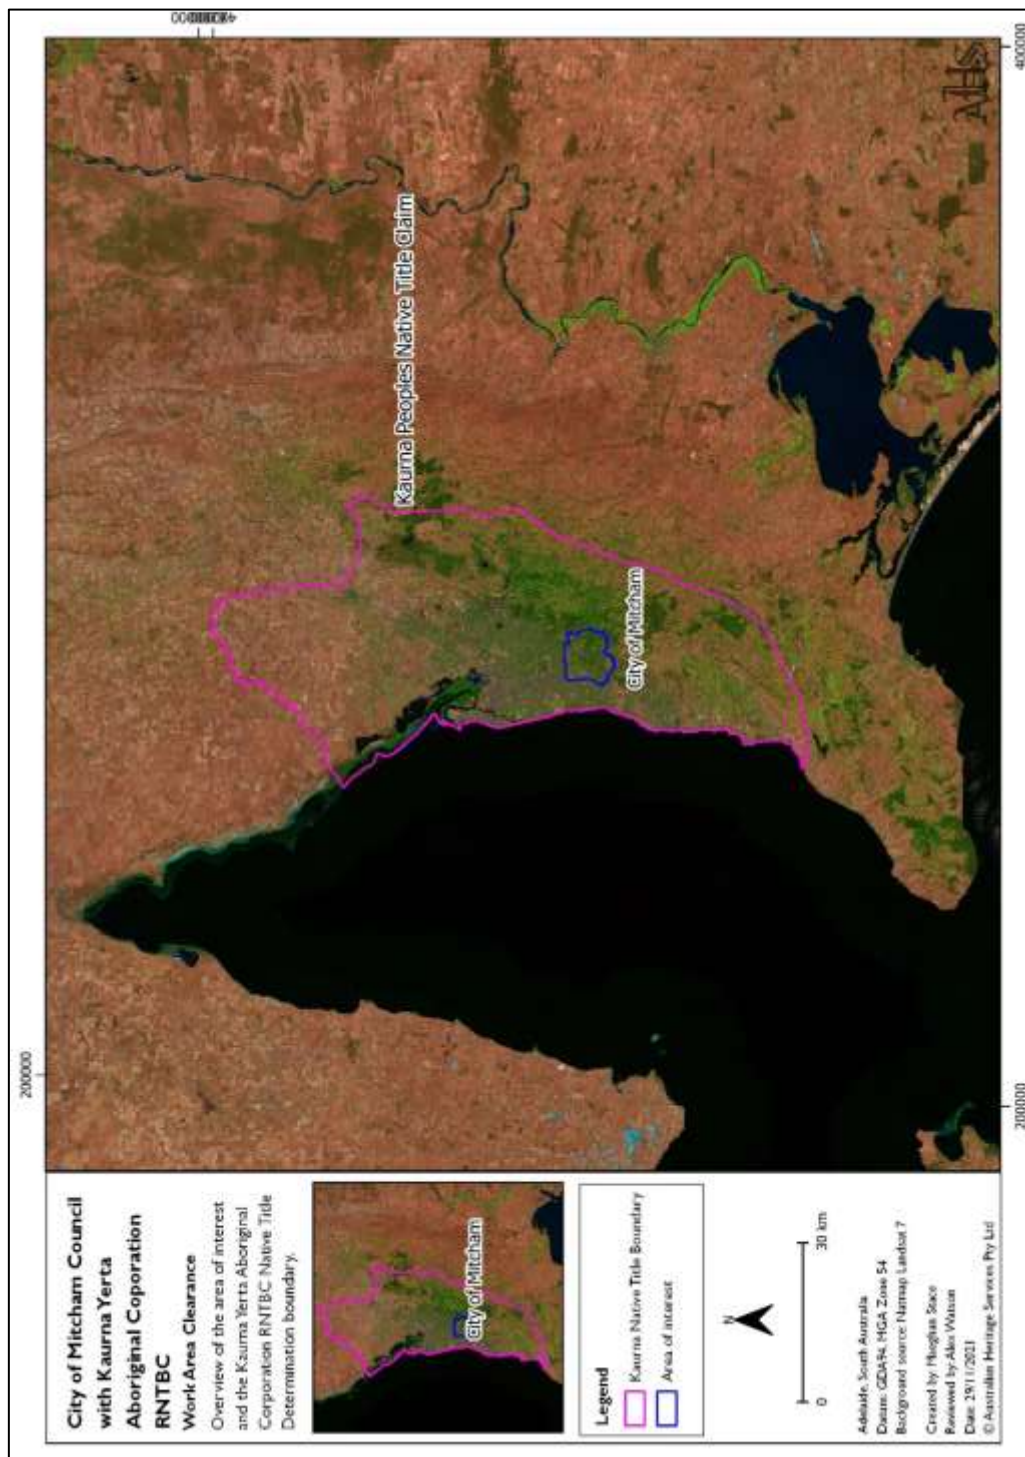 City of Mitcham Council
with Kaurna Yerta
Aboriginal Coporation
RNTBC
Work Area Clearance
Overview of the area of interest
and the Kaurna Yerta Aboriginal
Corporation RNTBC Native Title
Determination boundary.
City of Mitcham
Legend
Kaurna Native Title Boundary
Area of interest
N
0
30 km
Adelaide, South Australia
Datum: GDA94, MGA Zone 54
Background source: Natmap Landsat 7
Created by Meeghan Stace
Reviewed by Alex Watson
Date: 29/11/2021
© Australian Heritage Services Pty Ltd
200000
200000
400000
Kaurna Peoples Native Title Claim
City of Mitcham
AHS